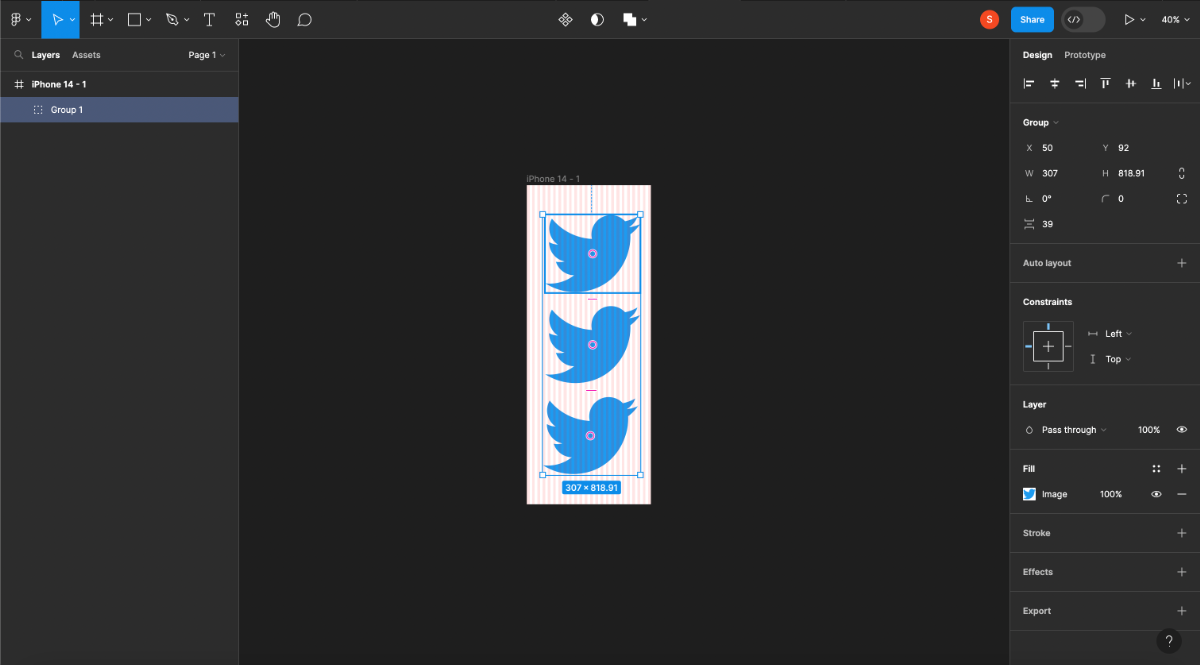 S
Share
</>
40%
Layers Assets Page 1
Design Prototype
iPhone 14 - 1
Group 1
Group
X 50 Y 92
W 307 H 818.91
0° 0
39
Auto layout
Constraints
Left
Top
Layer
Pass through 100%
Fill
Image 100%
Stroke
Effects
Export
?
iPhone 14 - 1
307 × 818.91